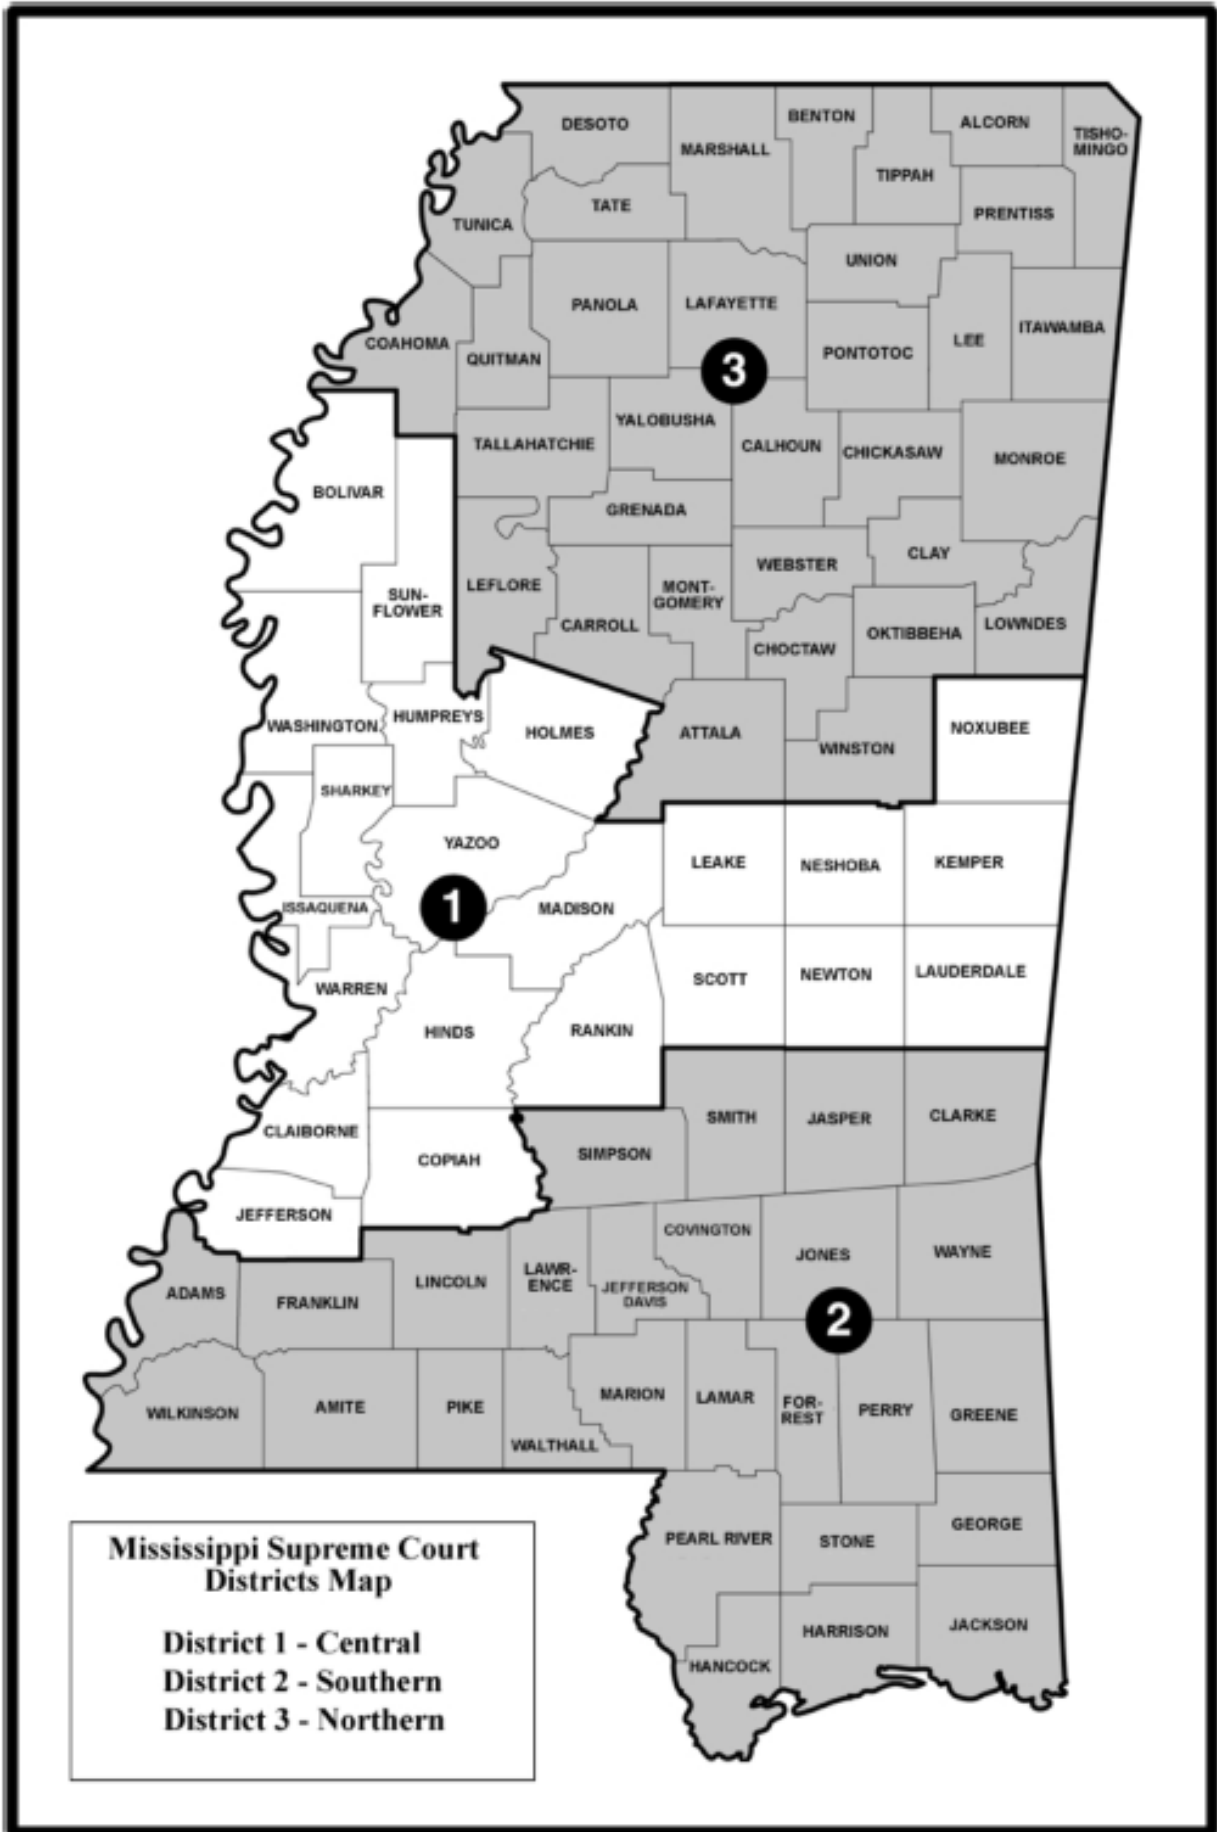 DESOTO
MARSHALL
BENTON
ALCORN
TISHO-
MINGO
TIPPAH
TATE
PRENTISS
TUNICA
UNION
PANOLA
LAFAYETTE
ITAWAMBA
COAHOMA
LEE
QUITMAN
PONTOTOC
3
YALOBUSHA
TALLAHATCHIE
CALHOUN
CHICKASAW
MONROE
BOLIVAR
GRENADA
CLAY
WEBSTER
LEFLORE
MONT-
GOMERY
SUN-
FLOWER
CARROLL
CHOCTAW
OKTIBBEHA
LOWNDES
WASHINGTON
HUMPREYS
HOLMES
ATTALA
WINSTON
NOXUBEE
SHARKEY
YAZOO
LEAKE
NESHOBA
KEMPER
ISSAQUENA
1
MADISON
WARREN
SCOTT
NEWTON
LAUDERDALE
HINDS
RANKIN
CLAIBORNE
COPIAH
SIMPSON
SMITH
JASPER
CLARKE
JEFFERSON
COVINGTON
JONES
WAYNE
ADAMS
FRANKLIN
LINCOLN
LAWR-
ENCE
JEFFERSON
DAVIS
2
WILKINSON
AMITE
PIKE
WALTHALL
MARION
LAMAR
FOR-
REST
PERRY
GREENE
PEARL RIVER
STONE
GEORGE
HANCOCK
HARRISON
JACKSON
Mississippi Supreme Court
Districts Map
District 1 - Central
District 2 - Southern
District 3 - Northern